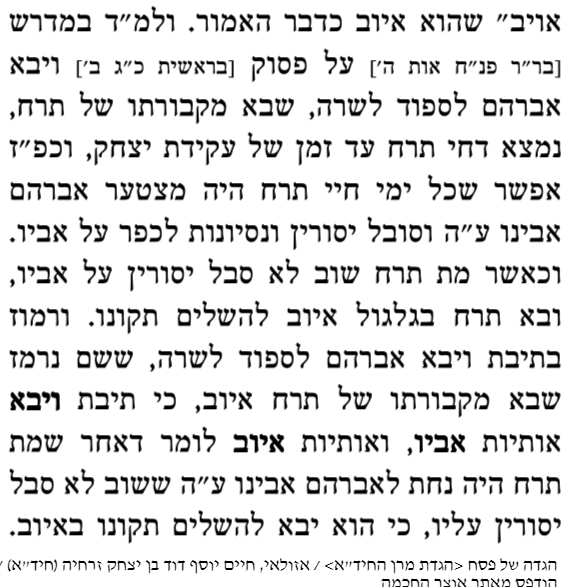 אויב״ שהוא איוב כדבר האמור. ולמ״ד במדרש
[בר״ר פנ״ח אות ה׳] על פסוק [בראשית כ״ג ב׳] ויבא
אברהם לספוד לשרה, שבא מקבורתו של תרח,
נמצא דחי תרח עד זמן של עקידת יצחק, וכפ״ז
אפשר שכל ימי חיי תרח היה מצטער אברהם
אבינו ע״ה וסובל יסורין ונסיונות לכפר על אביו.
וכאשר מת תרח שוב לא סבל יסורין על אביו,
ובא תרח בגלגול איוב להשלים תקונו. ורמוז
בתיבת ויבא אברהם לספוד לשרה, ששם נרמז
שבא מקבורתו של תרח איוב, כי תיבת ויבא
אותיות אביו, ואותיות איוב לומר דאחר שמת
תרח היה נחת לאברהם אבינו ע״ה ששוב לא סבל
יסורין עליו, כי הוא יבא להשלים תקונו באיוב.
הגדה של פסח <הגדת מרן החיד״א> / אזולאי, חיים יוסף דוד בן יצחק זרחיה (חיד״א) /
הודפס מאתר אוצר החכמה